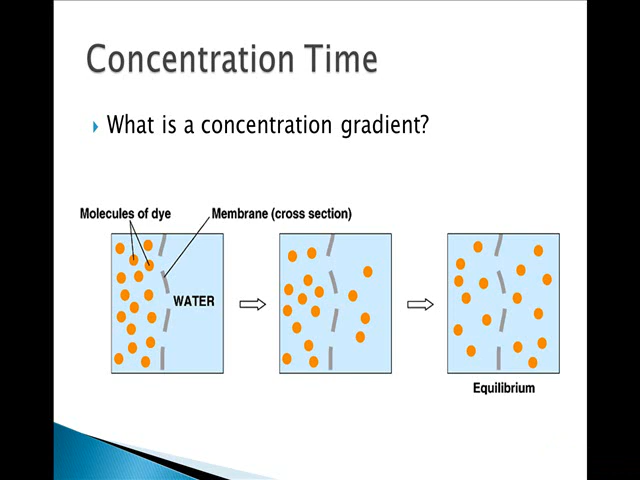 Concentration Time
What is a concentration gradient?
Molecules of dye
Membrane (cross section)
WATER
Equilibrium